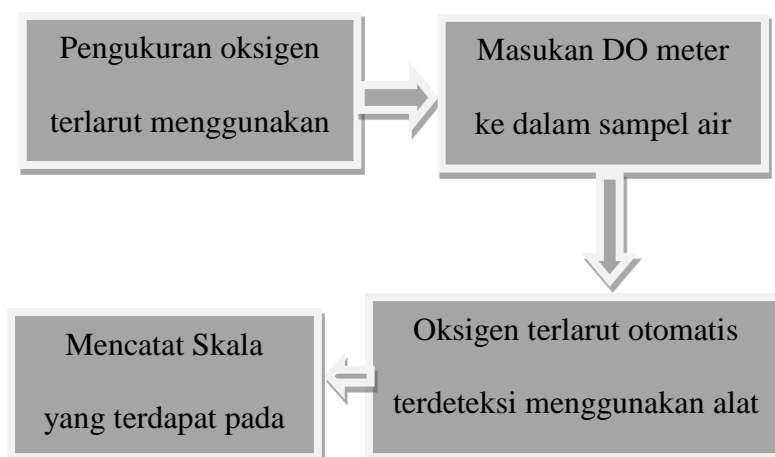 Pengukuran oksigen
terlarut menggunakan
Masukan DO meter
ke dalam sampel air
Oksigen terlarut otomatis
terdeteksi menggunakan alat
Mencatat Skala
yang terdapat pada